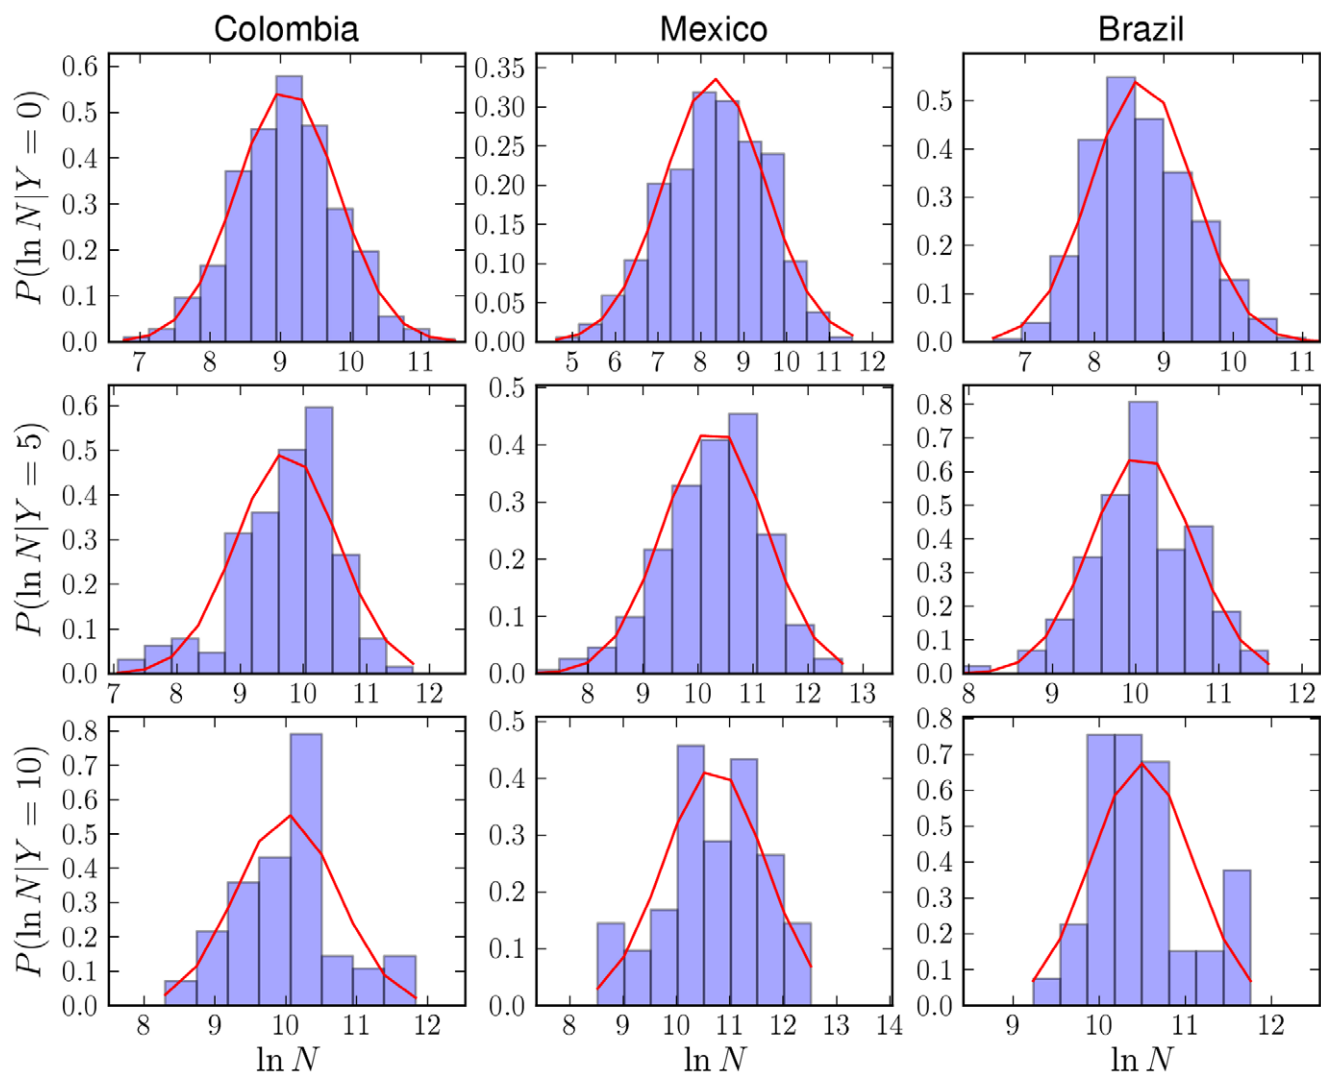 Colombia Mexico Brazil
P(ln N|Y = 0)
0.6 0.5 0.4 0.3 0.2 0.1 0.0
7 8 9 10 11
0.35 0.30 0.25 0.20 0.15 0.10 0.05 0.00
5 6 7 8 9 10 11 12
0.5 0.4 0.3 0.2 0.1 0.0
7 8 9 10 11
P(ln N|Y = 5)
0.6 0.5 0.4 0.3 0.2 0.1 0.0
7 8 9 10 11 12
0.5 0.4 0.3 0.2 0.1 0.0
8 9 10 11 12 13
0.8 0.7 0.6 0.5 0.4 0.3 0.2 0.1 0.0
8 9 10 11 12
P(ln N|Y = 10)
0.8 0.7 0.6 0.5 0.4 0.3 0.2 0.1 0.0
8 9 10 11 12
0.5 0.4 0.3 0.2 0.1 0.0
8 9 10 11 12 13 14
0.8 0.7 0.6 0.5 0.4 0.3 0.2 0.1 0.0
9 10 11 12
ln N ln N ln N